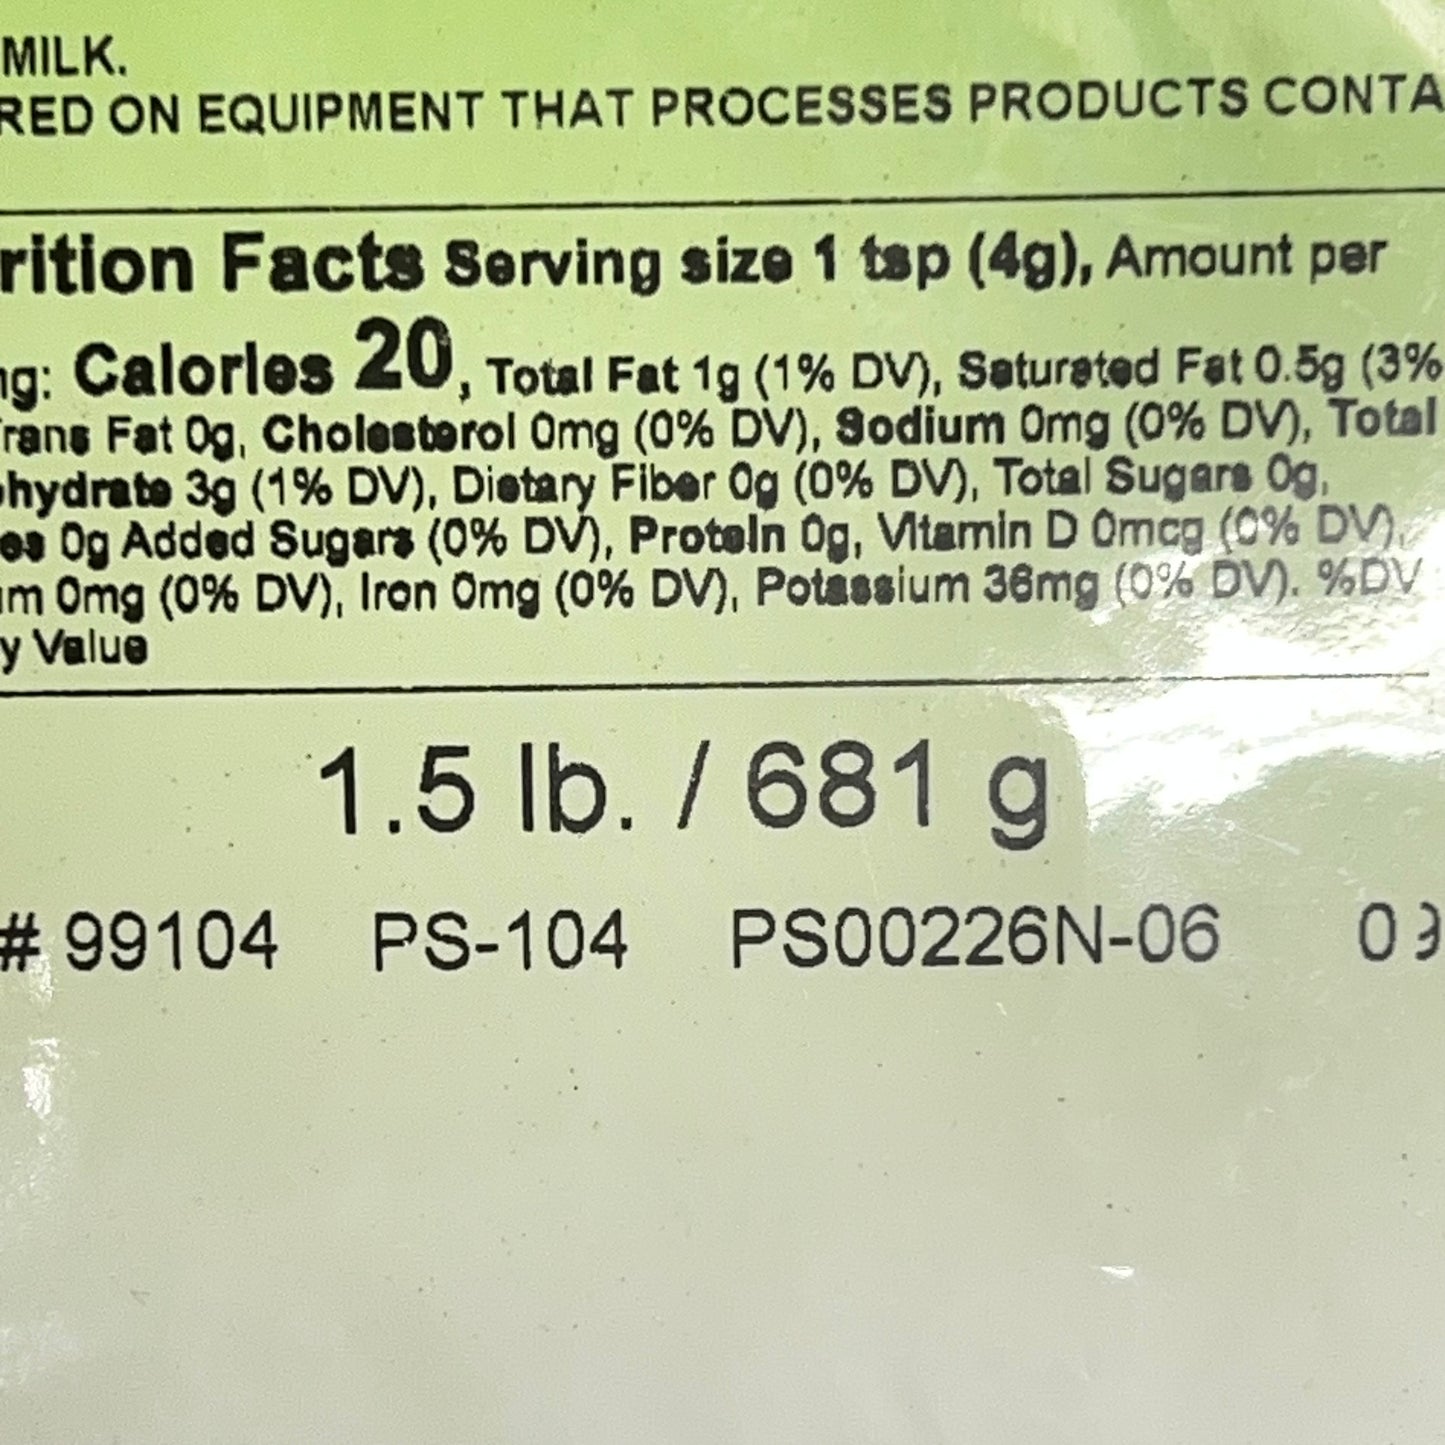 MILK.
RED ON EQUIPMENT THAT PROCESSES PRODUCTS CONTA
rition Facts Serving size 1 tsp (4g), Amount per
ng: Calories 20, Total Fat 1g (1% DV), Saturated Fat 0.5g (3%
Trans Fat 0g, Cholesterol 0mg (0% DV), Sodium 0mg (0% DV), Total
ohydrate 3g (1% DV), Dietary Fiber 0g (0% DV), Total Sugars 0g,
es 0g Added Sugars (0% DV), Protein 0g, Vitamin D 0mcg (0% DV),
um 0mg (0% DV), Iron 0mg (0% DV), Potassium 36mg (0% DV). %DV
y Value
1.5 lb. / 681 g
# 99104 PS-104 PS00226N-06 09